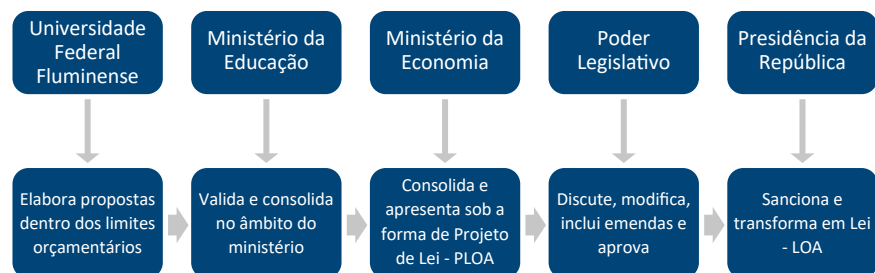 Universidade
Federal
Fluminense
Ministério da
Educação
Ministério da
Economia
Poder
Legislativo
Presidência da
República
Elabora propostas
dentro dos limites
orçamentários
Valida e consolida
no âmbito do
ministério
Consolida e
apresenta sob a
forma de Projeto
de Lei - PLOA
Discute, modifica,
inclui emendas e
aprova
Sanciona e
transforma em Lei
- LOA